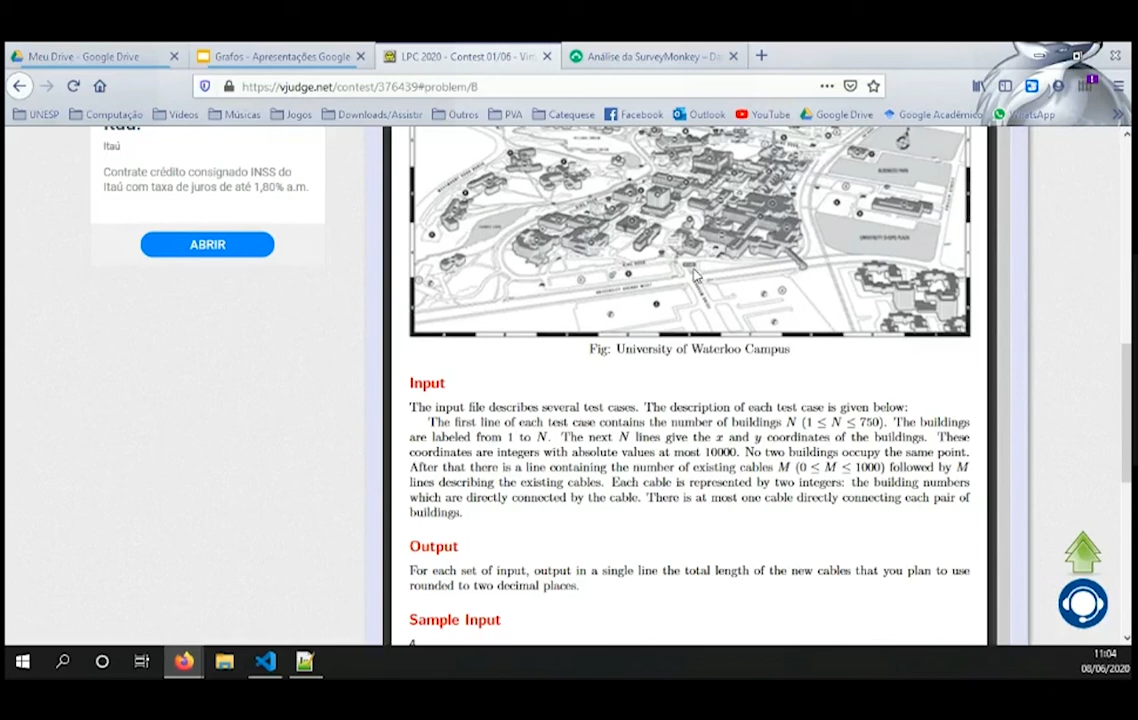 Meu Drive - Google Drive
Grafos - Apresentações Google
LPC 2020 - Contest 01/06 - Virt
Análise da SurveyMonkey – Da
https://vjudge.net/contest/376439#problem/B
UNESP
Computação
Vídeos
Músicas
Jogos
Downloads/Assistir
Outros
PVA
Catequese
Facebook
Outlook
YouTube
Google Drive
Google Acadêmico
WhatsApp
Itaú
Contrate crédito consignado INSS do
Itaú com taxa de juros de até 1,80% a.m.
ABRIR
Fig: University of Waterloo Campus
Input
The input file describes several test cases. The description of each test case is given below:
The first line of each test case contains the number of buildings N (1 ≤ N ≤ 750). The buildings
are labeled from 1 to N. The next N lines give the x and y coordinates of the buildings. These
coordinates are integers with absolute values at most 10000. No two buildings occupy the same point.
After that there is a line containing the number of existing cables M (0 ≤ M ≤ 1000) followed by M
lines describing the existing cables. Each cable is represented by two integers: the building numbers
which are directly connected by the cable. There is at most one cable directly connecting each pair of
buildings.
Output
For each set of input, output in a single line the total length of the new cables that you plan to use
rounded to two decimal places.
Sample Input
4
11:04
08/06/2020